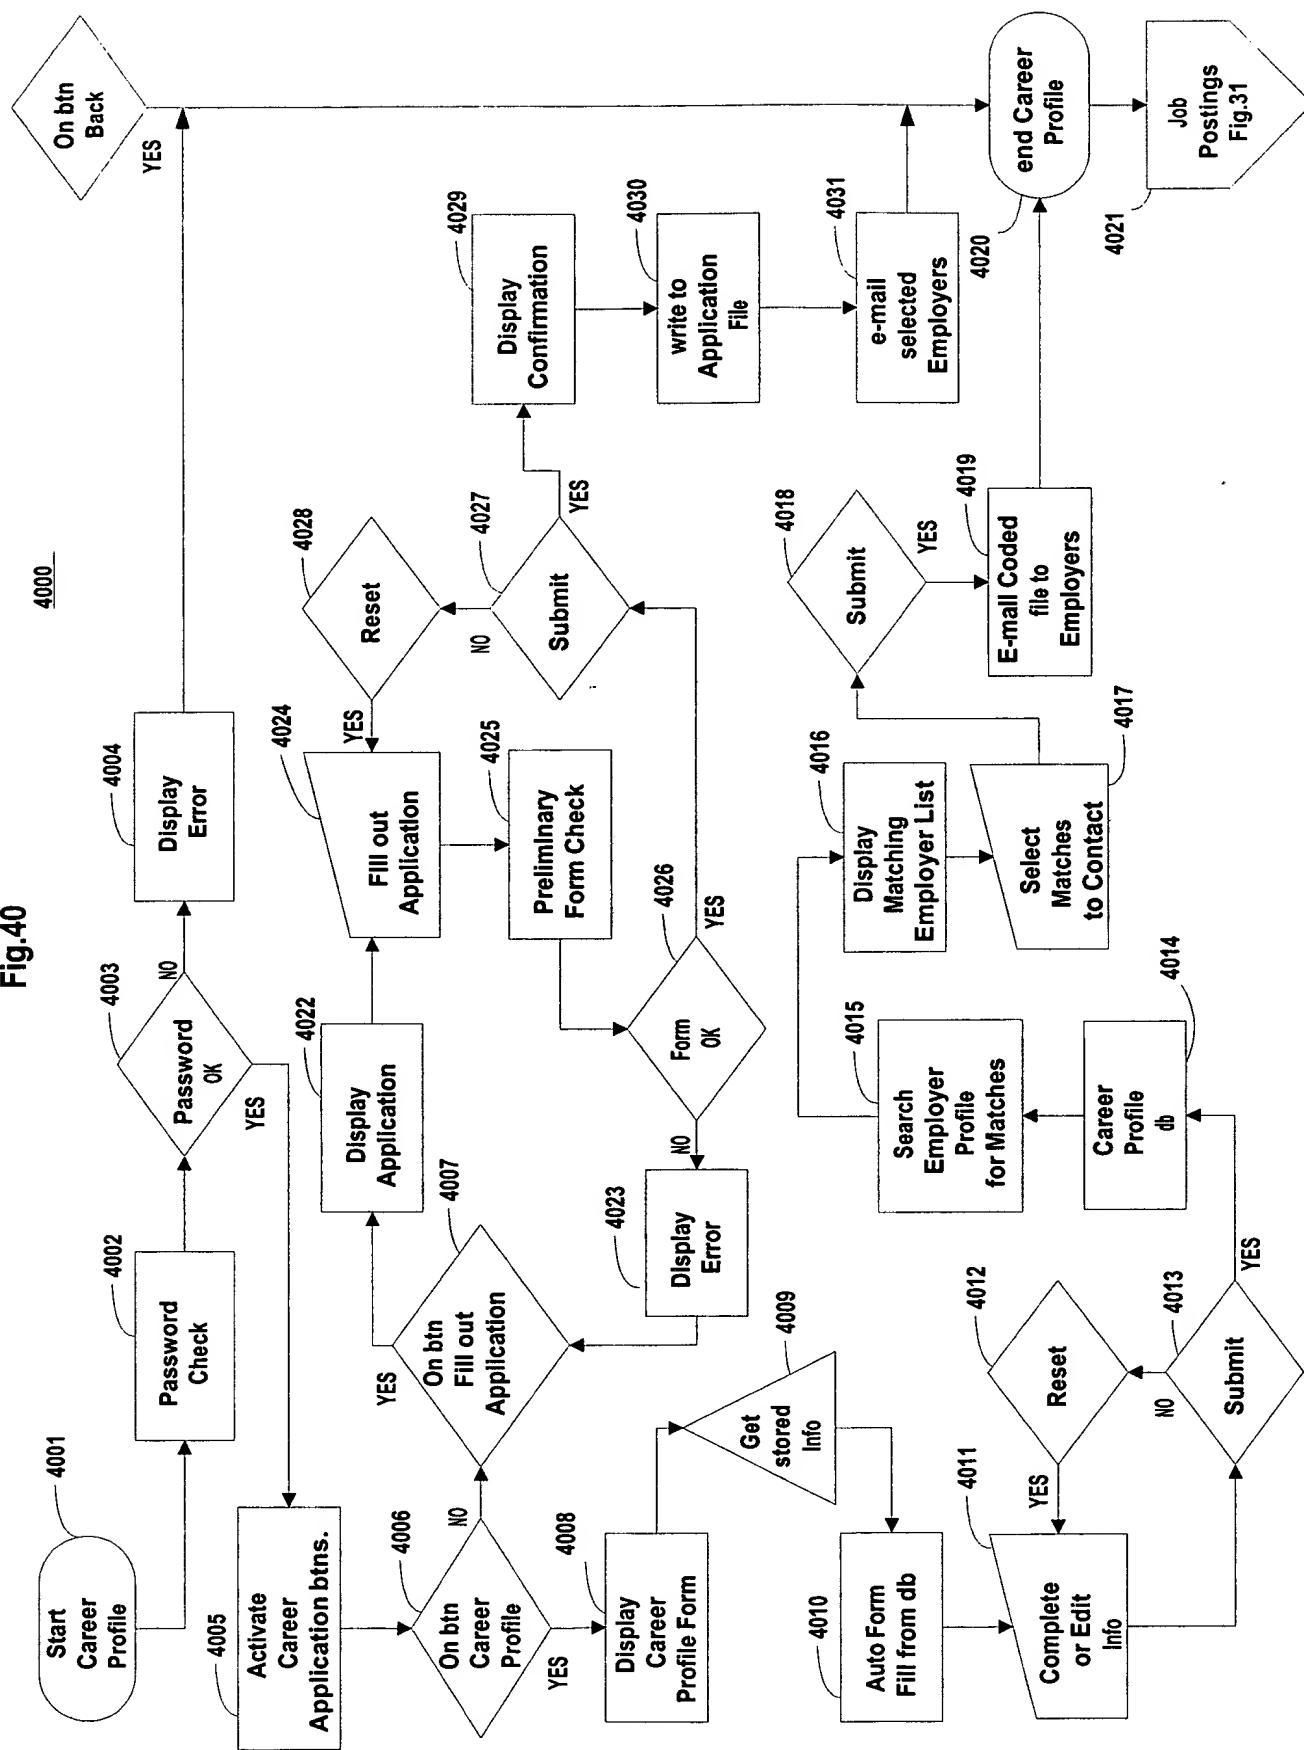 Fig.40
4000
4001
Start
Career
Profile
4002
Password
Check
4003
Password
OK
NO
YES
4004
Display
Error
On btn
Back
YES
4005
Activate
Career
Application btns.
4006
On btn
Career
Profile
NO
YES
4007
On btn
Fill out
Application
YES
4022
Display
Application
4024
Fill out
Application
YES
4028
Reset
4025
Preliminary
Form Check
4026
Form
OK
NO
YES
4023
Display
Error
4027
Submit
NO
YES
4029
Display
Confirmation
4030
write to
Application
File
4031
e-mail
selected
Employers
4008
Display
Career
Profile Form
4009
Get
stored
Info
4010
Auto Form
Fill from db
4011
Complete
or Edit
Info
YES
4012
Reset
4013
Submit
NO
YES
4014
Career
Profile
db
4015
Search
Employer
Profile
for Matches
4016
Display
Matching
Employer List
4017
Select
Matches
to Contact
4018
Submit
YES
4019
E-mail Coded
file to
Employers
4020
end Career
Profile
4021
Job
Postings
Fig.31